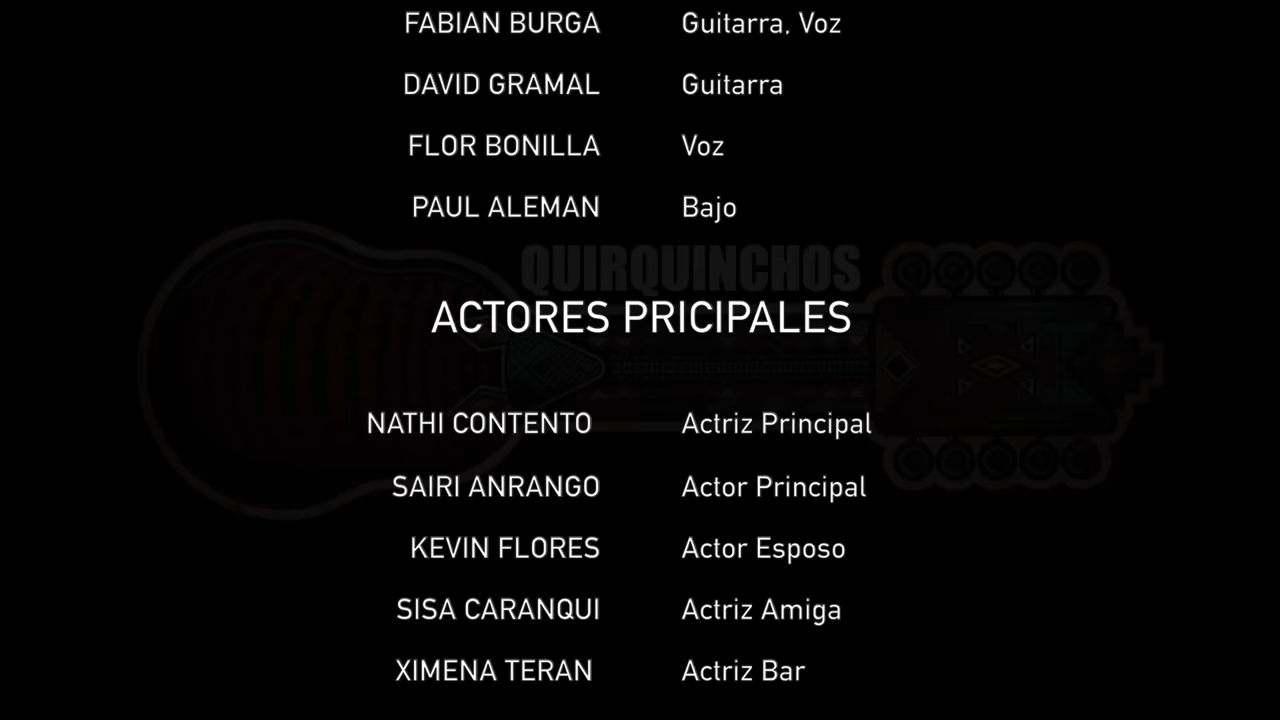 FABIAN BURGA Guitarra, Voz
DAVID GRAMAL Guitarra
FLOR BONILLA Voz
PAUL ALEMAN Bajo
QUIRQUINCHOS
ACTORES PRICIPALES
NATHI CONTENTO Actriz Principal
SAIRI ANRANGO Actor Principal
KEVIN FLORES Actor Esposo
SISA CARANQUI Actriz Amiga
XIMENA TERAN Actriz Bar